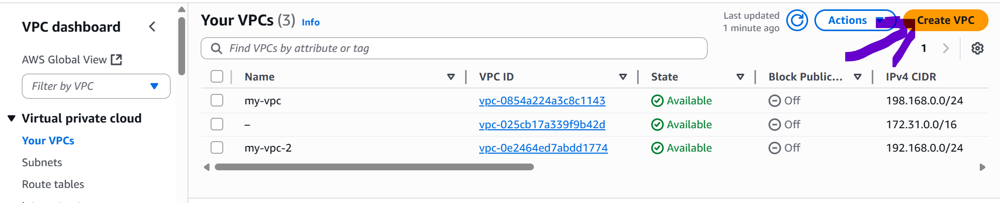 VPC dashboard
AWS Global View
Filter by VPC
Virtual private cloud
Your VPCs
Subnets
Route tables
Your VPCs (3) Info
Last updated
1 minute ago
Actions
Create VPC
Find VPCs by attribute or tag
1
Name VPC ID State Block Public... IPv4 CIDR
my-vpc vpc-0854a224a3c8c1143 Available Off 198.168.0.0/24
– vpc-025cb17a339f9b42d Available Off 172.31.0.0/16
my-vpc-2 vpc-0e2464ed7abdd1774 Available Off 192.168.0.0/24